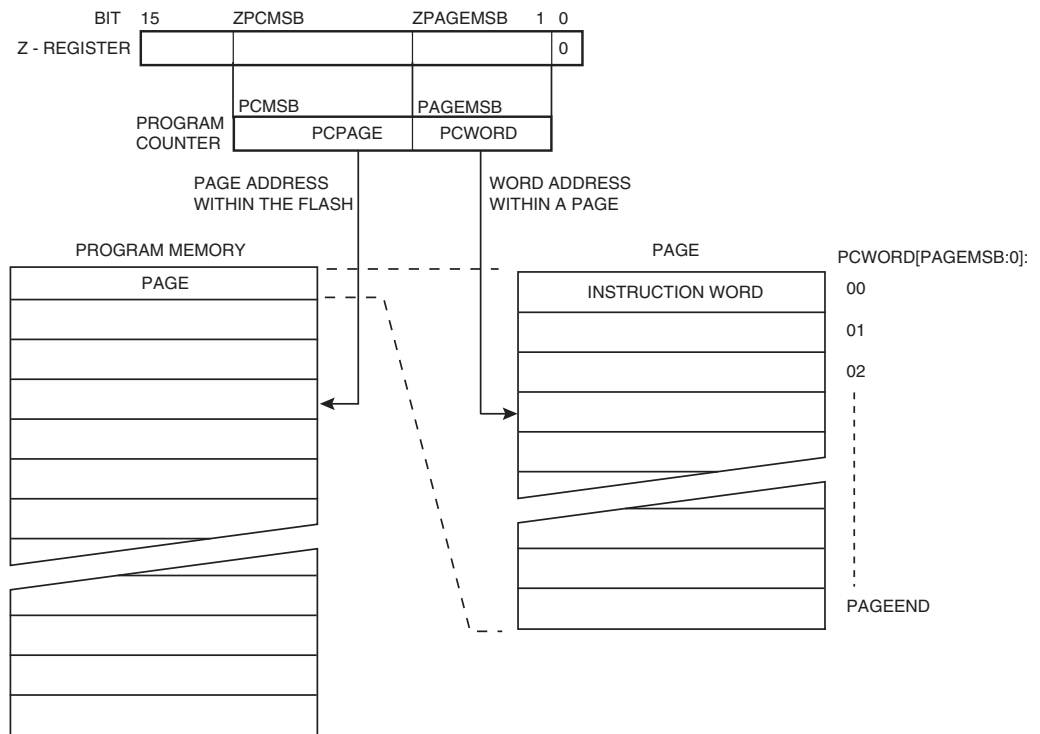 BIT 15 ZPCMSB ZPAGEMSB 1 0
Z - REGISTER 0
PCMSB PAGEMSB
PROGRAM
COUNTER
PCPAGE PCWORD
PAGE ADDRESS
WITHIN THE FLASH
WORD ADDRESS
WITHIN A PAGE
PROGRAM MEMORY
PAGE
PAGE
INSTRUCTION WORD
PCWORD[PAGEMSB:0]:
00
01
02
PAGEEND